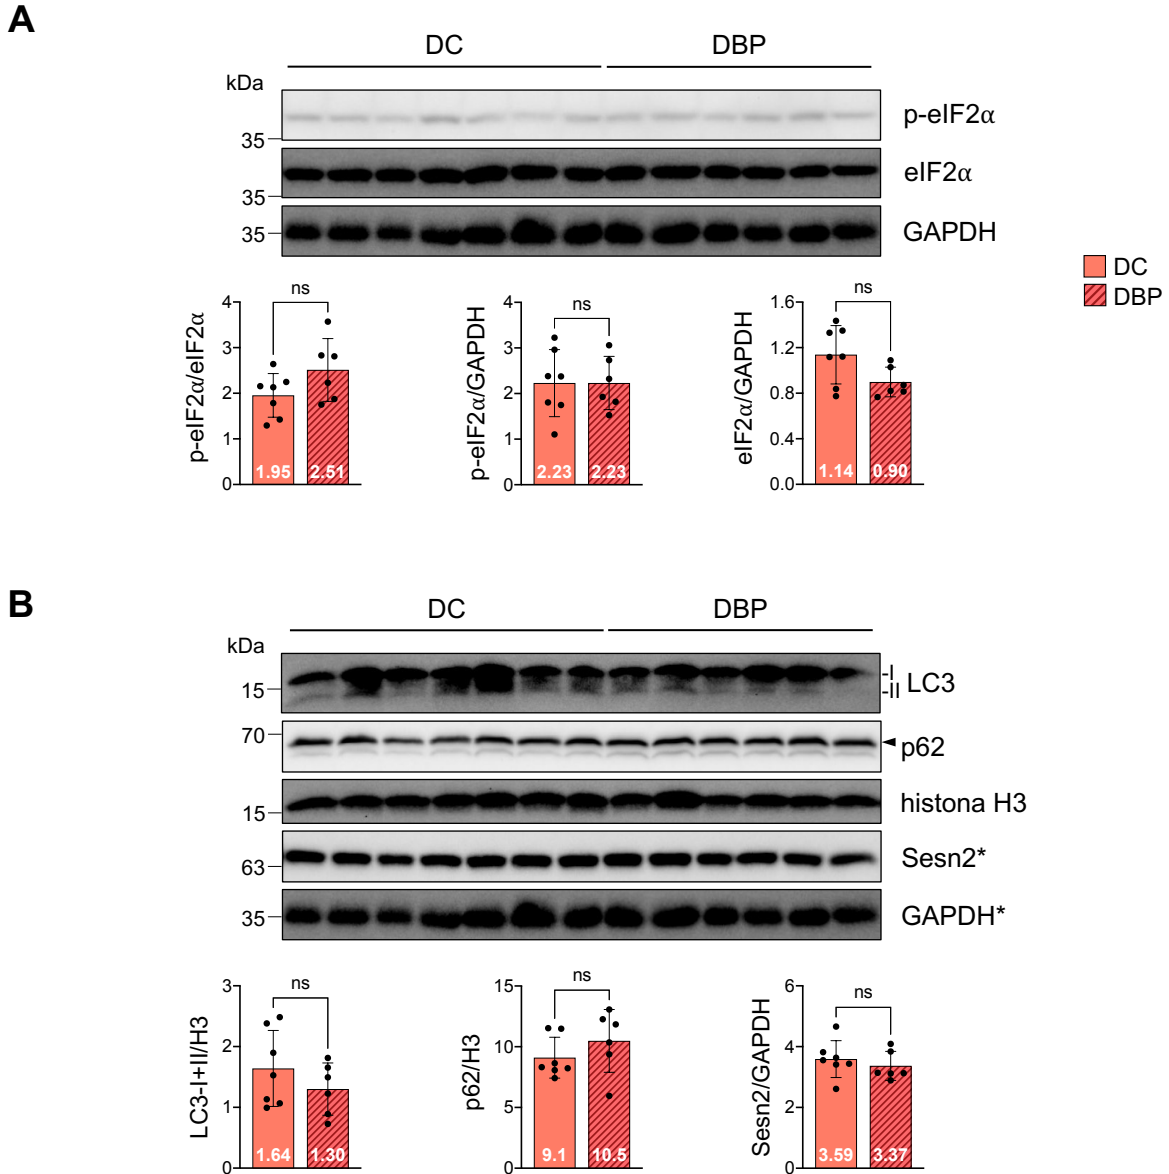 A
DC DBP
kDa
35 p-eIF2α
35 eIF2α
35 GAPDH
DC
DBP
p-eIF2α/eIF2α
4
3
2
1
0
ns
1.95 2.51
p-eIF2α/GAPDH
4
3
2
1
0
ns
2.23 2.23
eIF2α/GAPDH
1.6
1.2
0.8
0.4
0.0
ns
1.14 0.90
B
DC DBP
kDa
15 -I -II LC3
70 p62
15 histona H3
63 Sesn2*
35 GAPDH*
LC3-I+II/H3
3
2
1
0
ns
1.64 1.30
p62/H3
15
10
5
0
ns
9.1 10.5
Sesn2/GAPDH
6
4
2
0
ns
3.59 3.37